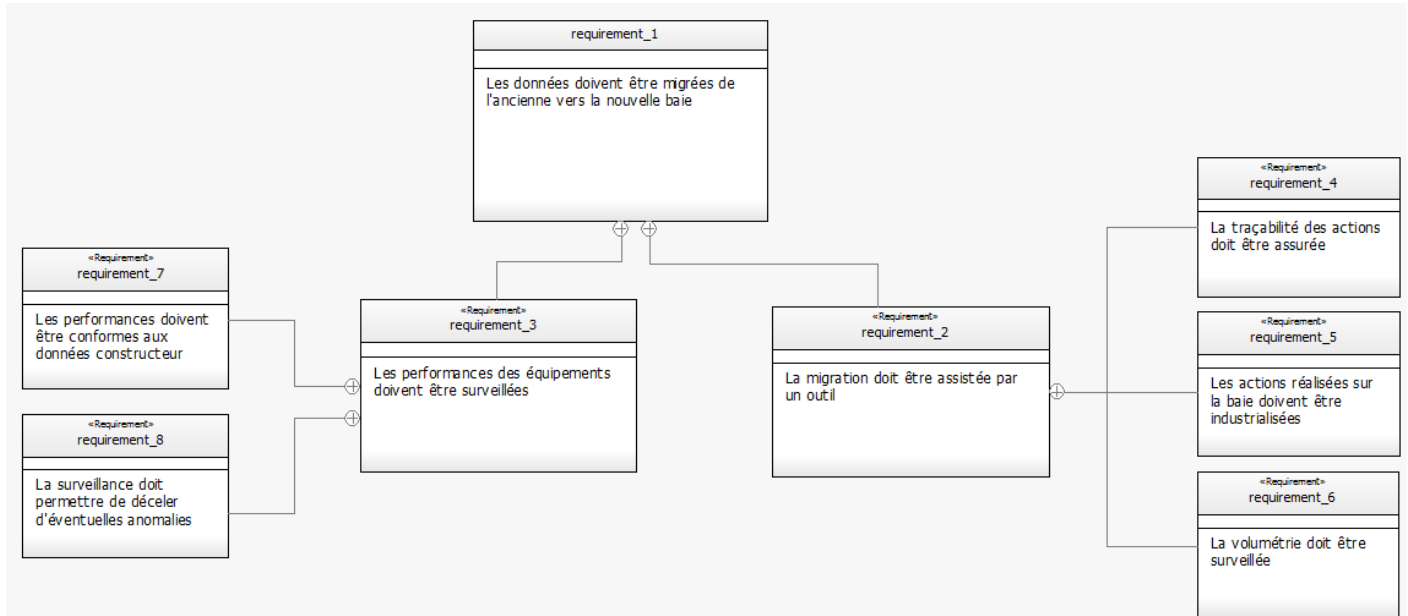 requirement_1
Les données doivent être migrées de
l'ancienne vers la nouvelle baie
«Requirement»
requirement_7
Les performances doivent
être conformes aux
données constructeur
«Requirement»
requirement_8
La surveillance doit
permettre de déceler
d'éventuelles anomalies
«Requirement»
requirement_3
Les performances des équipements
doivent être surveillées
«Requirement»
requirement_2
La migration doit être assistée par
un outil
«Requirement»
requirement_4
La traçabilité des actions
doit être assurée
«Requirement»
requirement_5
Les actions réalisées sur
la baie doivent être
industrialisées
«Requirement»
requirement_6
La volumétrie doit être
surveillée